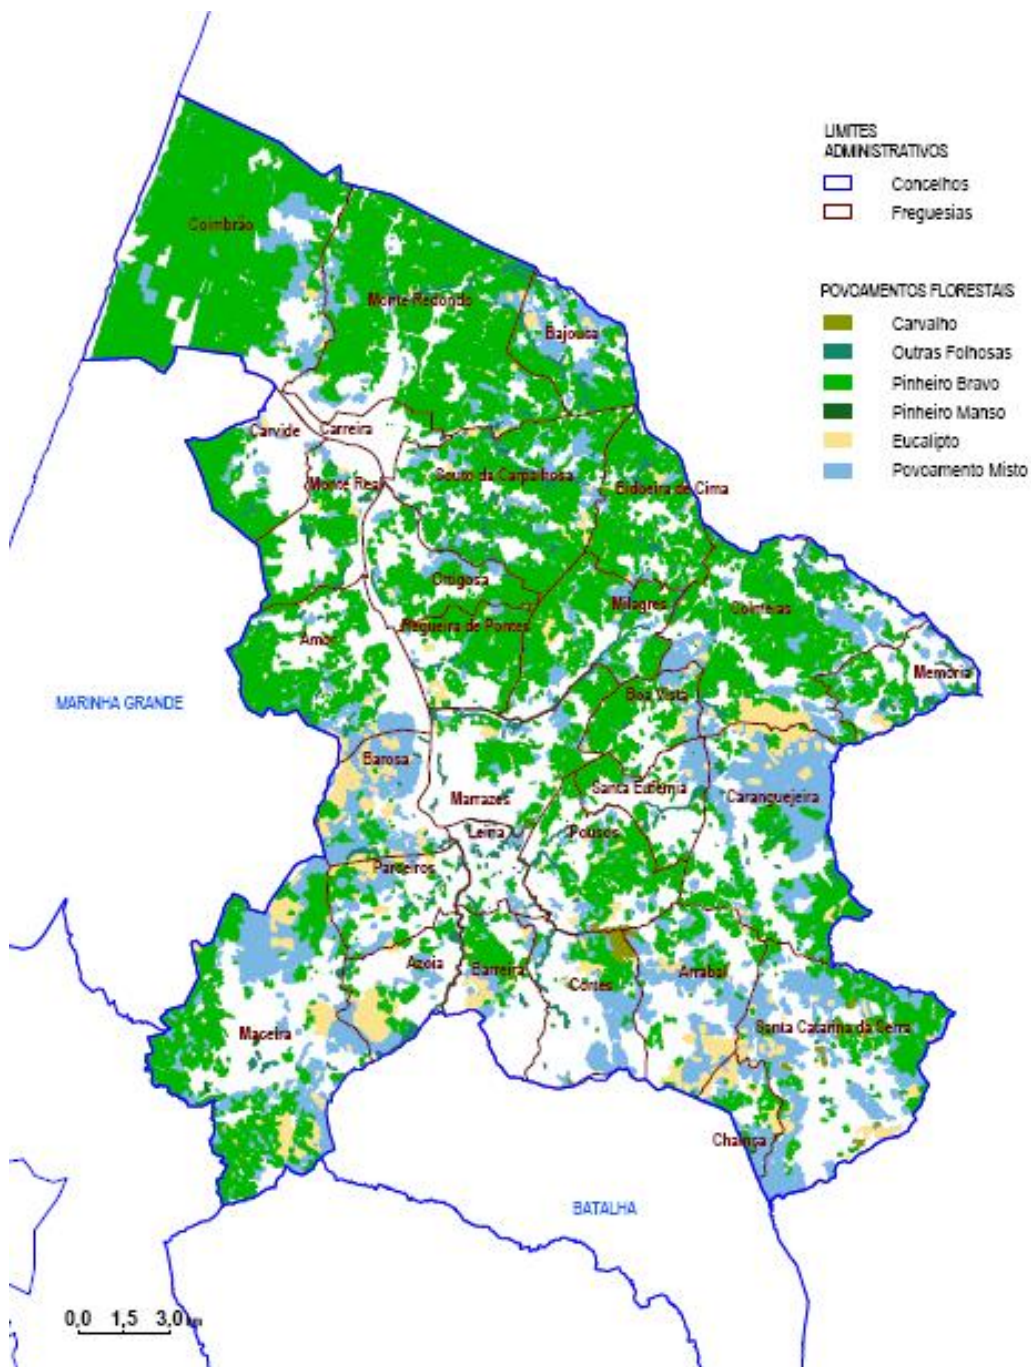 LIMITES
ADMINISTRATIVOS
Concelhos
Freguesias
POVOAMENTOS FLORESTAIS
Carvalho
Outras Folhosas
Pinheiro Bravo
Pinheiro Manso
Eucalipto
Povoamento Misto
Coimbrão
Monte Redondo
Bajouca
Carvide
Carreira
Souto da Carpalhosa
Monte Real
Bidoeira de Cima
Ortigosa
Milagres
Colmeias
Regueira de Pontes
Amor
Memória
Boa Vista
MARINHA GRANDE
Barosa
Santa Eufémia
Caranguejeira
Marrazes
Leiria
Pousos
Parceiros
Azoia
Barreira
Arrabal
Cortes
Maceira
Santa Catarina da Serra
Chainça
BATALHA
0,0 1,5 3,0 km